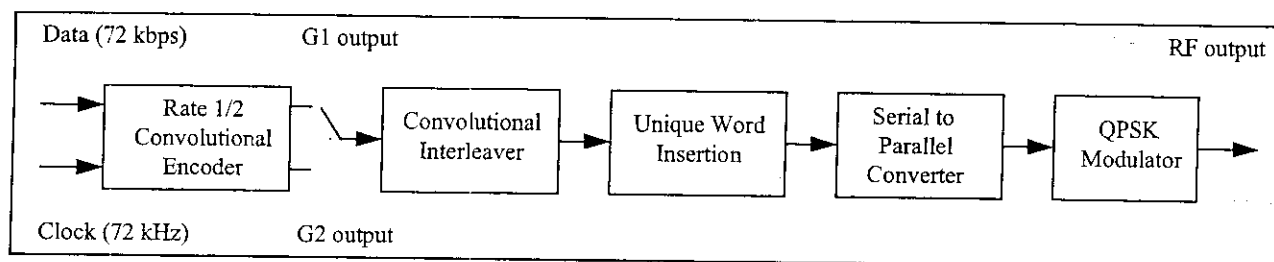 Data (72 kbps)
G1 output
RF output
Rate 1/2
Convolutional
Encoder
Convolutional
Interleaver
Unique Word
Insertion
Serial to
Parallel
Converter
QPSK
Modulator
Clock (72 kHz)
G2 output